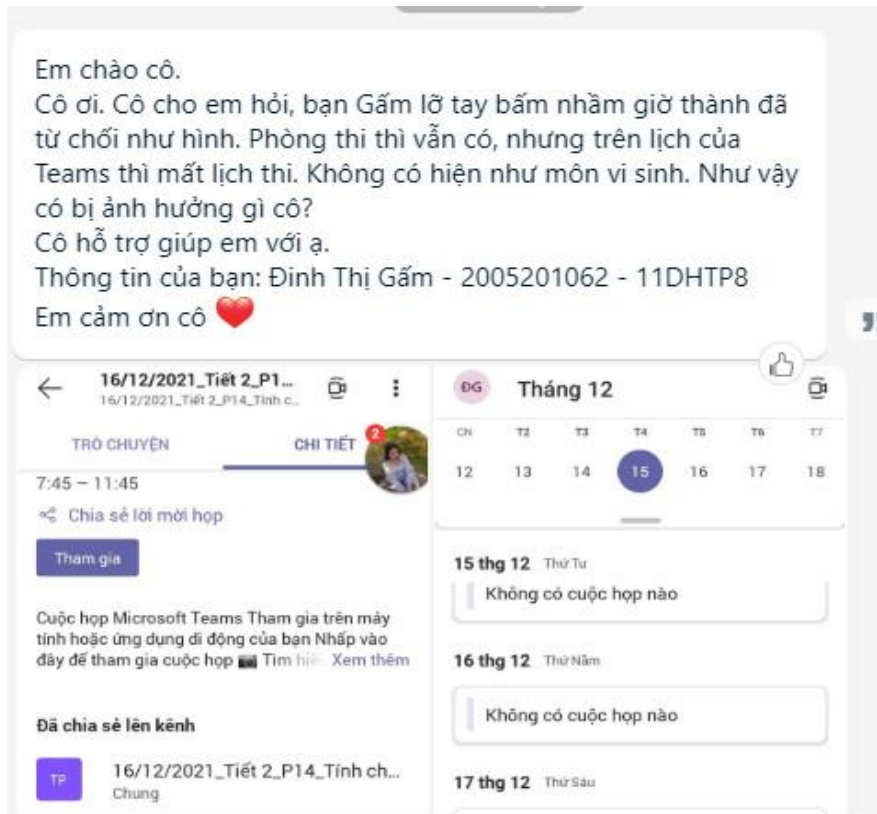 Em chào cô.
Cô ơi. Cô cho em hỏi, bạn Gấm lỡ tay bấm nhầm giờ thành đã
từ chối như hình. Phòng thi thì vẫn có, nhưng trên lịch của
Teams thì mất lịch thi. Không có hiện như môn vi sinh. Như vậy
có bị ảnh hưởng gì cô?
Cô hỗ trợ giúp em với ạ.
Thông tin của bạn: Đinh Thị Gấm - 2005201062 - 11DHTP8
Em cảm ơn cô ❤️
16/12/2021_Tiết 2_P1...
16/12/2021_Tiết 2_P14_Tính c...
TRÒ CHUYỆN CHI TIẾT 2
7:45 – 11:45
Chia sẻ lời mời họp
Tham gia
Cuộc họp Microsoft Teams Tham gia trên máy
tính hoặc ứng dụng di động của bạn Nhấp vào
đây để tham gia cuộc họp 📷 Tìm Xem thêm
Đã chia sẻ lên kênh
TP 16/12/2021_Tiết 2_P14_Tính ch...
Chung
ĐG Tháng 12
CN T2 T3 T4 T5 T6 T7
12 13 14 15 16 17 18
15 thg 12 Thứ Tư
Không có cuộc họp nào
16 thg 12 Thứ Năm
Không có cuộc họp nào
17 thg 12 Thứ Sáu